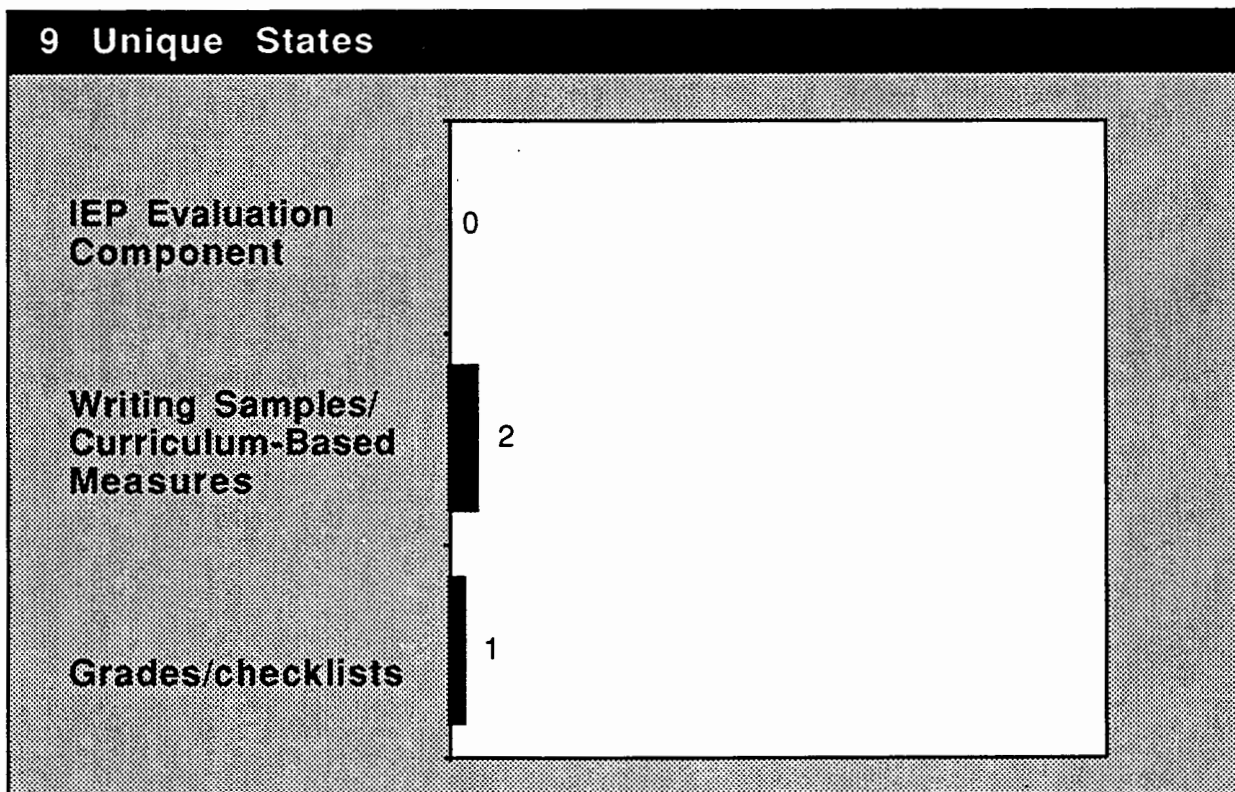 9 Unique States
IEP Evaluation
Component
0
Writing Samples/
Curriculum-Based
Measures
2
Grades/checklists
1